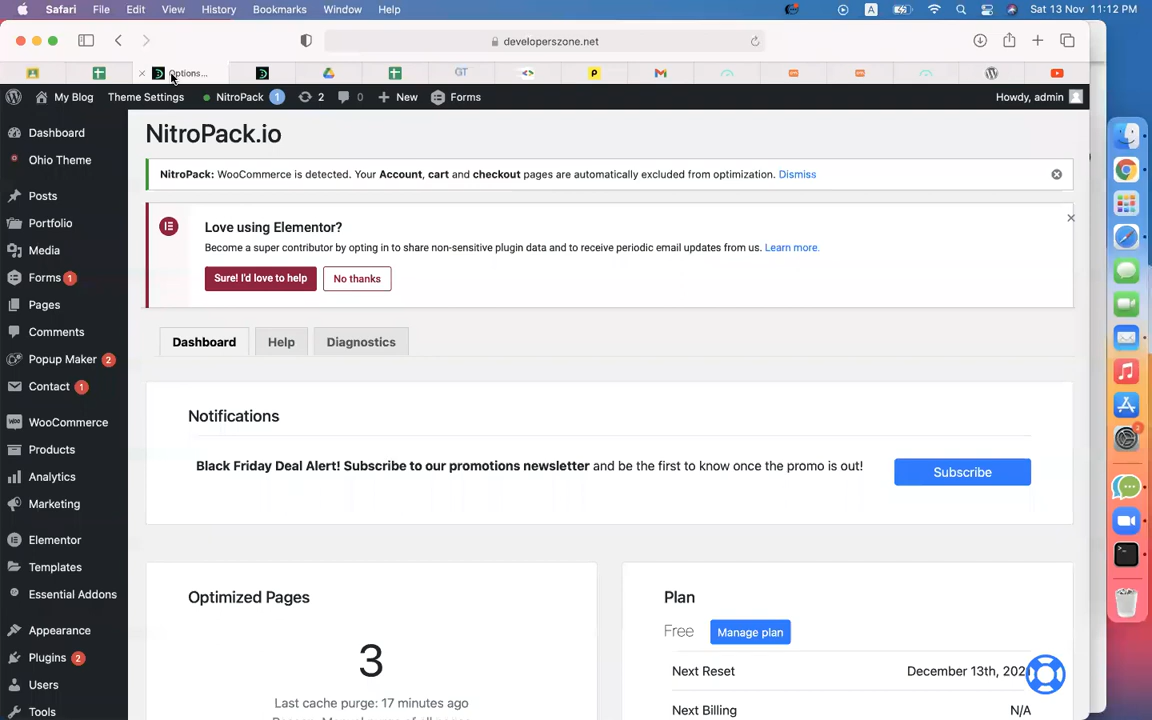 Safari File Edit View History Bookmarks Window Help
A
Sat 13 Nov 11:12 PM
developerszone.net
Options...
GT
My Blog Theme Settings NitroPack 1 2 0 New Forms
Howdy, admin
Dashboard
Ohio Theme
Posts
Portfolio
Media
Forms 1
Pages
Comments
Popup Maker 2
Contact 1
WooCommerce
Products
Analytics
Marketing
Elementor
Templates
Essential Addons
Appearance
Plugins 2
Users
Tools
NitroPack.io
NitroPack: WooCommerce is detected. Your Account, cart and checkout pages are automatically excluded from optimization. Dismiss
Love using Elementor?
Become a super contributor by opting in to share non-sensitive plugin data and to receive periodic email updates from us. Learn more.
Sure! I'd love to help No thanks
Dashboard Help Diagnostics
Notifications
Black Friday Deal Alert! Subscribe to our promotions newsletter and be the first to know once the promo is out!
Subscribe
Optimized Pages
3
Last cache purge: 17 minutes ago
Plan
Free Manage plan
Next Reset December 13th,
Next Billing N/A
2